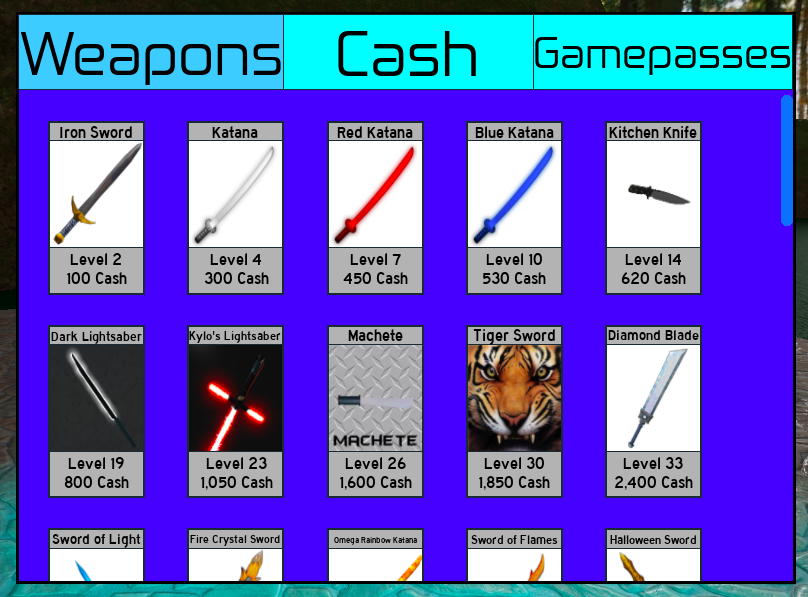 Weapons
Cash
Gamepasses
Iron Sword
Level 2
100 Cash
Katana
Level 4
300 Cash
Red Katana
Level 7
450 Cash
Blue Katana
Level 10
530 Cash
Kitchen Knife
Level 14
620 Cash
Dark Lightsaber
Level 19
800 Cash
Kylo's Lightsaber
Level 23
1,050 Cash
Machete
MACHETE
Level 26
1,600 Cash
Tiger Sword
Level 30
1,850 Cash
Diamond Blade
Level 33
2,400 Cash
Sword of Light
Fire Crystal Sword
Omega Rainbow Katana
Sword of Flames
Halloween Sword